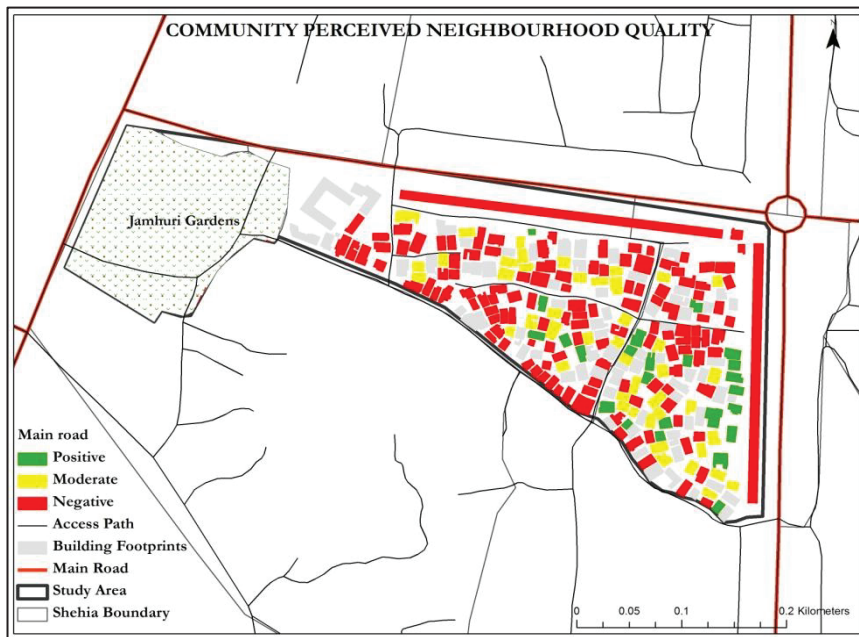 COMMUNITY PERCEIVED NEIGHBOURHOOD QUALITY
N
Jamhuri Gardens
Main road
Positive
Moderate
Negative
Access Path
Building Footprints
Main Road
Study Area
Shehia Boundary
0 0.05 0.1 0.2 Kilometers